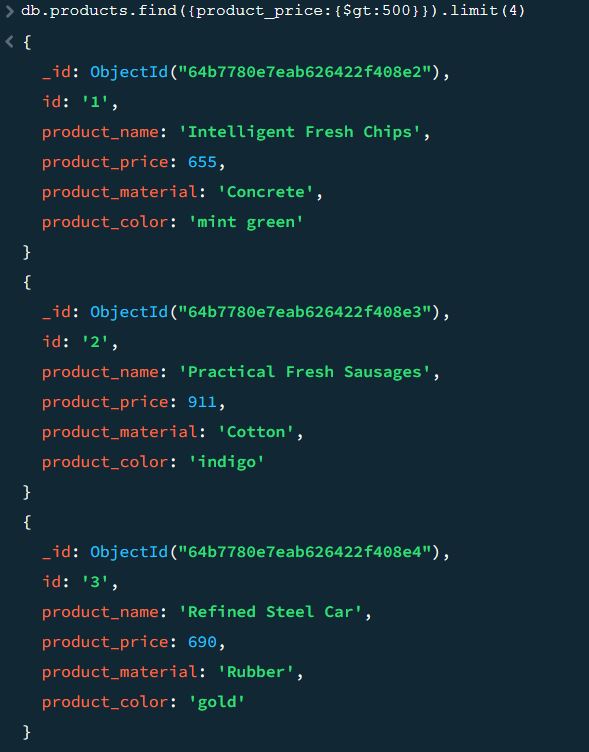 > db.products.find({product_price:{$gt:500}}).limit(4)
< {
_id: ObjectId("64b7780e7eab626422f408e2"),
id: '1',
product_name: 'Intelligent Fresh Chips',
product_price: 655,
product_material: 'Concrete',
product_color: 'mint green'
}
{
_id: ObjectId("64b7780e7eab626422f408e3"),
id: '2',
product_name: 'Practical Fresh Sausages',
product_price: 911,
product_material: 'Cotton',
product_color: 'indigo'
}
{
_id: ObjectId("64b7780e7eab626422f408e4"),
id: '3',
product_name: 'Refined Steel Car',
product_price: 690,
product_material: 'Rubber',
product_color: 'gold'
}